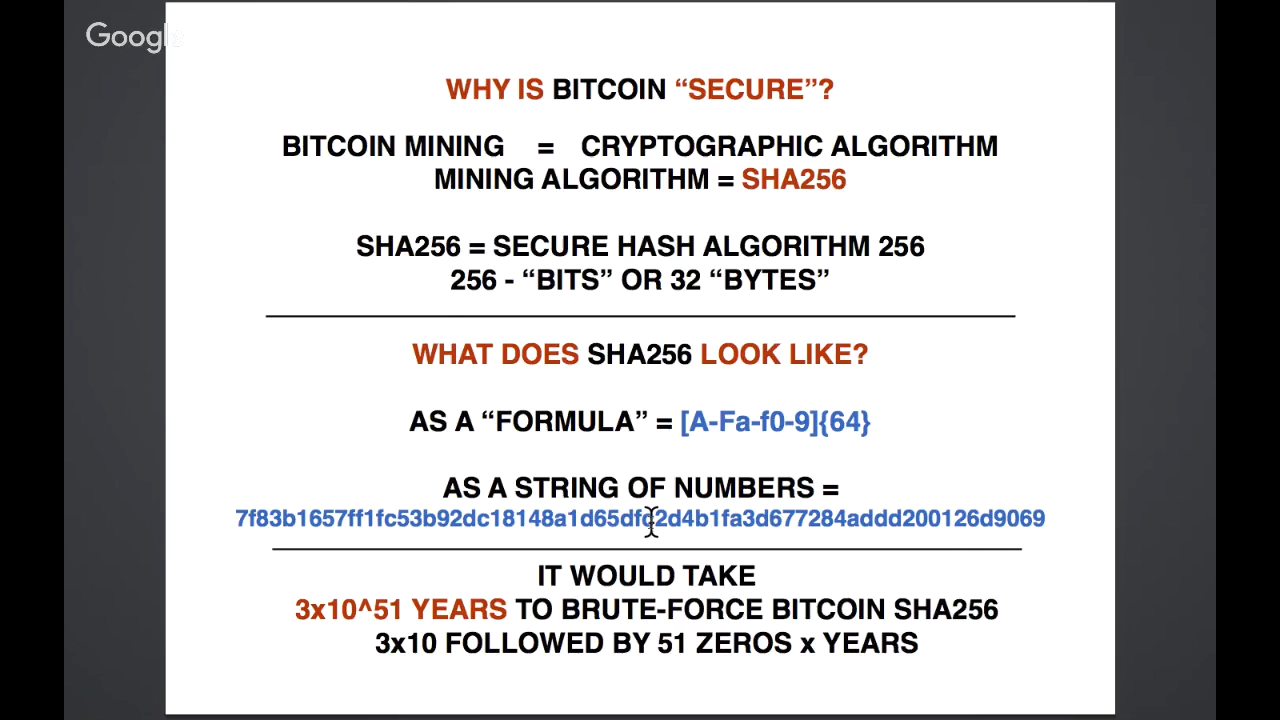 Google
WHY IS BITCOIN “SECURE”?
BITCOIN MINING = CRYPTOGRAPHIC ALGORITHM
MINING ALGORITHM = SHA256
SHA256 = SECURE HASH ALGORITHM 256
256 - “BITS” OR 32 “BYTES”
WHAT DOES SHA256 LOOK LIKE?
AS A “FORMULA” = [A-Fa-f0-9]{64}
AS A STRING OF NUMBERS =
7f83b1657ff1fc53b92dc18148a1d65dfc2d4b1fa3d677284addd200126d9069
IT WOULD TAKE
3x10^51 YEARS TO BRUTE-FORCE BITCOIN SHA256
3x10 FOLLOWED BY 51 ZEROS x YEARS